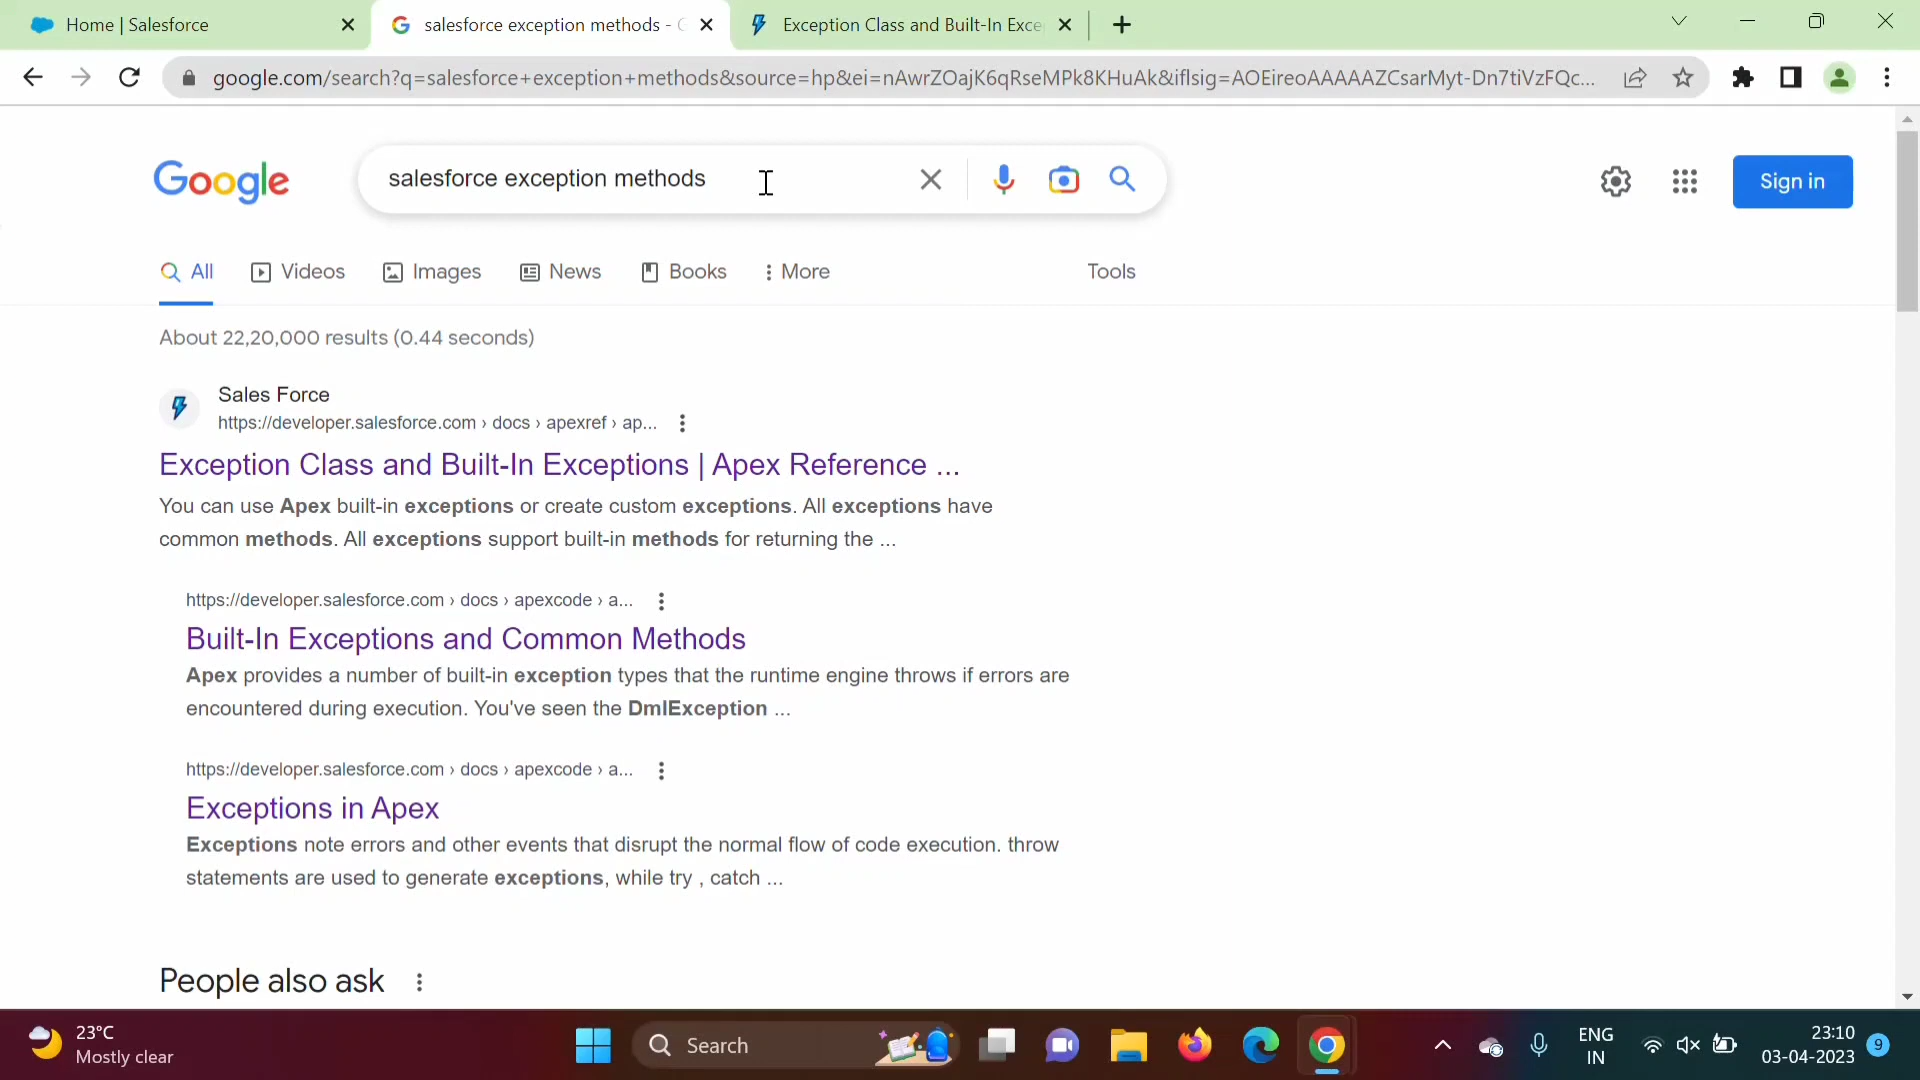 Home | Salesforce
salesforce exception methods - G
Exception Class and Built-In Exce
google.com/search?q=salesforce+exception+methods&source=hp&ei=nAwrZOajK6qRseMPk8KHuAk&iflsig=AOEireoAAAAAZCsarMyt-Dn7tiVzFQc...
Google
salesforce exception methods
Sign in
All
Videos
Images
News
Books
More
Tools
About 22,20,000 results (0.44 seconds)
Sales Force
https://developer.salesforce.com › docs › apexref › ap...
Exception Class and Built-In Exceptions | Apex Reference ...
You can use Apex built-in exceptions or create custom exceptions. All exceptions have
common methods. All exceptions support built-in methods for returning the ...
https://developer.salesforce.com › docs › apexcode › a...
Built-In Exceptions and Common Methods
Apex provides a number of built-in exception types that the runtime engine throws if errors are
encountered during execution. You've seen the DmlException ...
https://developer.salesforce.com › docs › apexcode › a...
Exceptions in Apex
Exceptions note errors and other events that disrupt the normal flow of code execution. throw
statements are used to generate exceptions, while try , catch ...
People also ask
23°C
Mostly clear
Search
ENG
IN
23:10
03-04-2023
9